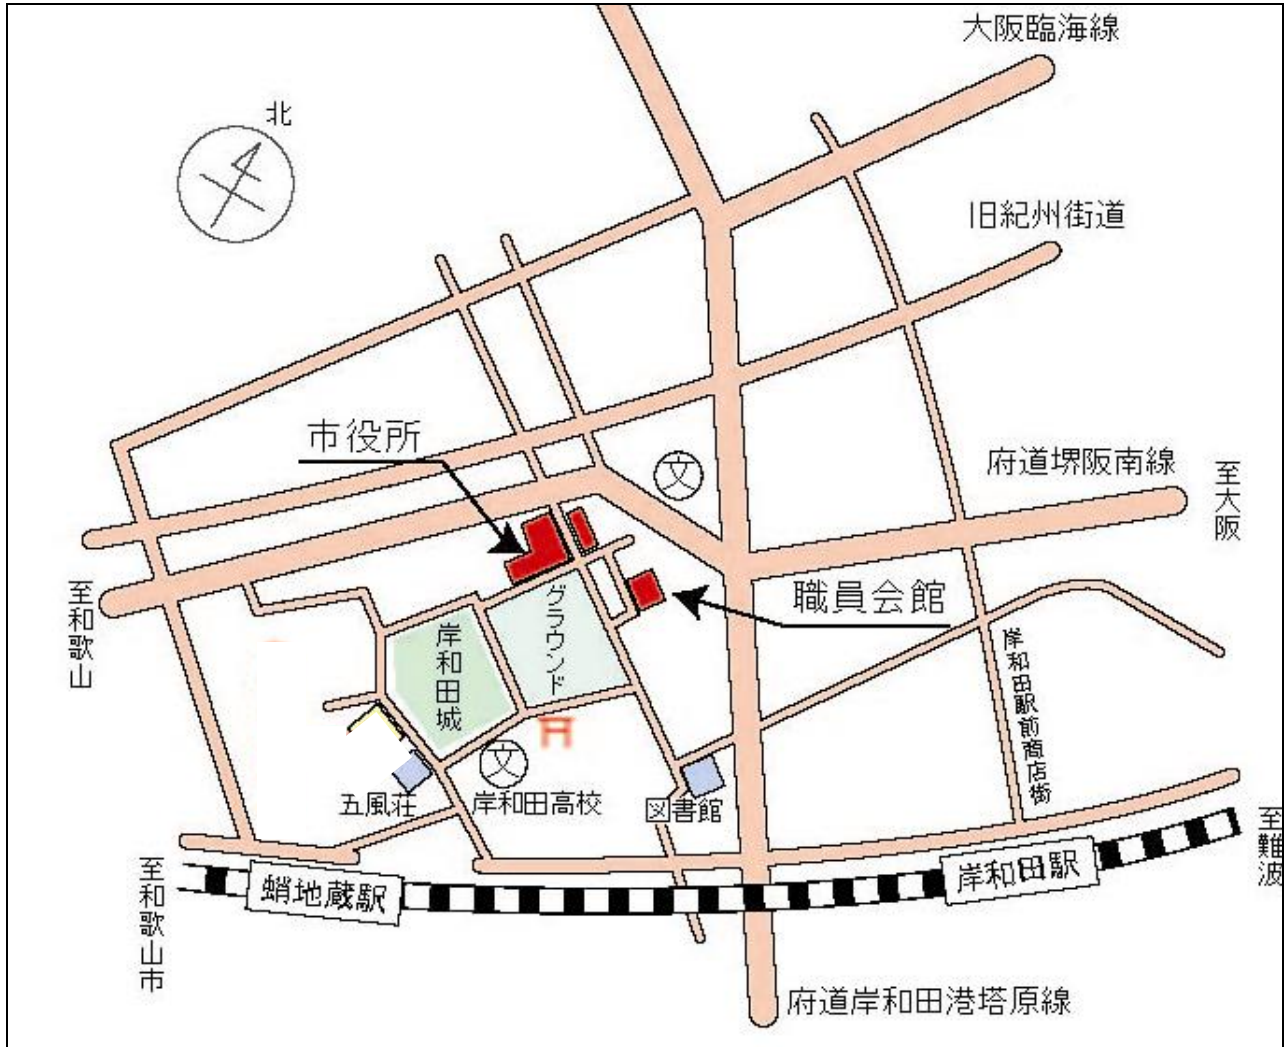 大阪臨海線
北
旧紀州街道
市役所
文
府道堺阪南線
至大阪
至和歌山
グラウンド
職員会館
岸和田城
岸和田駅前商店街
文
五風荘
岸和田高校
図書館
至難波
至和歌山市
蛸地蔵駅
岸和田駅
府道岸和田港塔原線